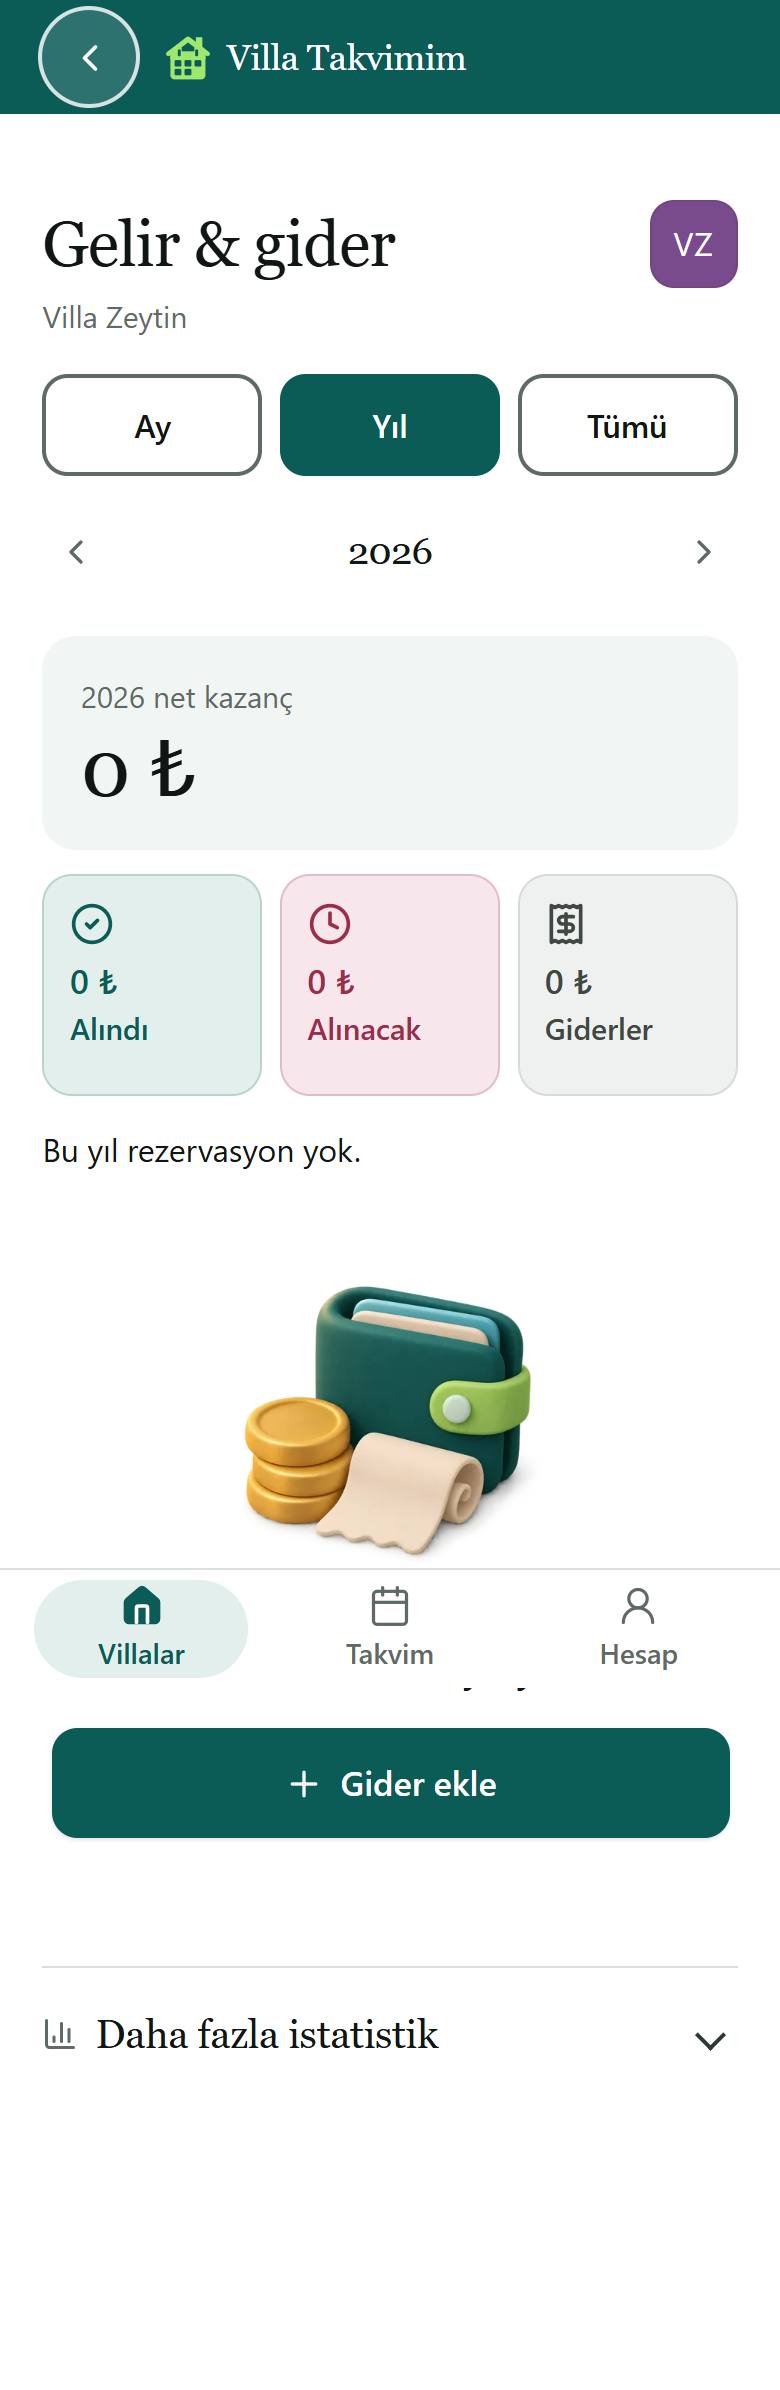 Villa Takvimim
Gelir & gider
VZ
Villa Zeytin
Ay
Yıl
Tümü
2026
2026 net kazanç
0 ₺
0 ₺
Alındı
0 ₺
Alınacak
0 ₺
Giderler
Bu yıl rezervasyon yok.
Villalar
Takvim
Hesap
+ Gider ekle
Daha fazla istatistik